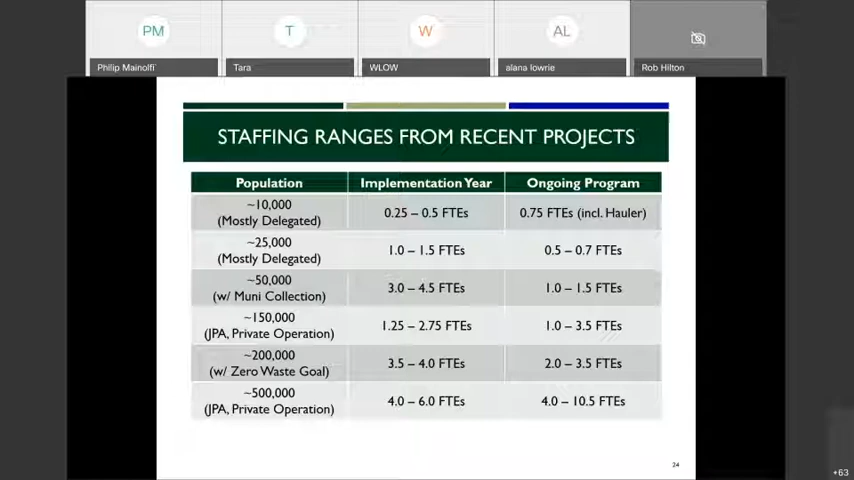 PM
T
W
AL
Philip Mainolfi
Tara
WLOW
alana lowrie
Rob Hilton
STAFFING RANGES FROM RECENT PROJECTS
Population Implementation Year Ongoing Program
~10,000
(Mostly Delegated) 0.25 – 0.5 FTEs 0.75 FTEs (incl. Hauler)
~25,000
(Mostly Delegated) 1.0 – 1.5 FTEs 0.5 – 0.7 FTEs
~50,000
(w/ Muni Collection) 3.0 – 4.5 FTEs 1.0 – 1.5 FTEs
~150,000
(JPA, Private Operation) 1.25 – 2.75 FTEs 1.0 – 3.5 FTEs
~200,000
(w/ Zero Waste Goal) 3.5 – 4.0 FTEs 2.0 – 3.5 FTEs
~500,000
(JPA, Private Operation) 4.0 – 6.0 FTEs 4.0 – 10.5 FTEs
24
+63